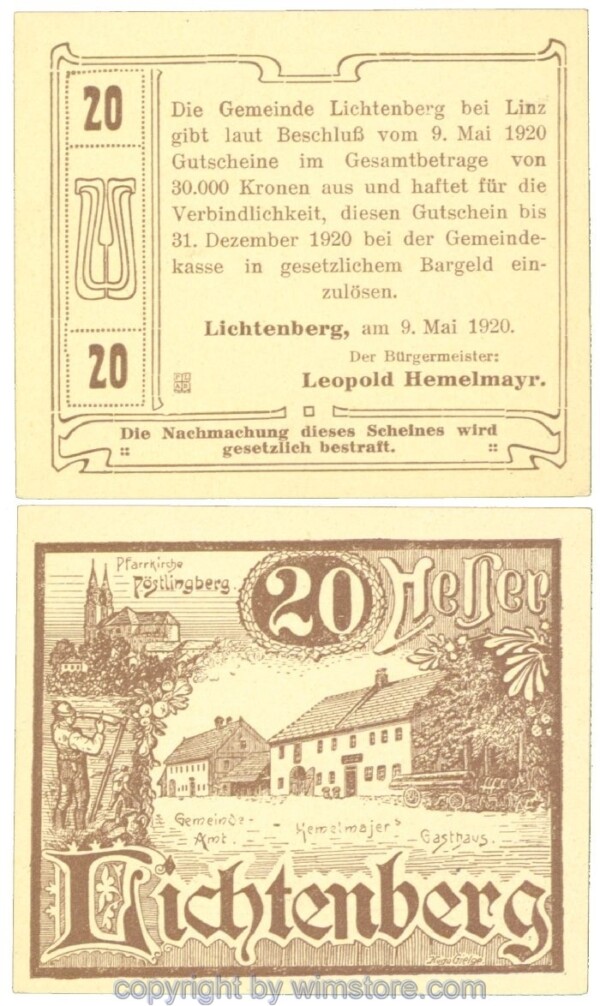 20
Die Gemeinde Lichtenberg bei Linz
gibt laut Beschluß vom 9. Mai 1920
Gutscheine im Gesamtbetrage von
30.000 Kronen aus und haftet für die
Verbindlichkeit, diesen Gutschein bis
31. Dezember 1920 bei der Gemeinde-
kasse in gesetzlichem Bargeld ein-
zulösen.
Lichtenberg, am 9. Mai 1920.
Der Bürgermeister:
Leopold Hemelmayr.
20
Die Nachmachung dieses Scheines wird
:: gesetzlich bestraft. ::
Pfarrkirche
Pöstlingberg.
20 Heller
Gemeinde-
Amt.
Hemelmajer's
Gasthaus.
Lichtenberg
copyright by wimstore.com